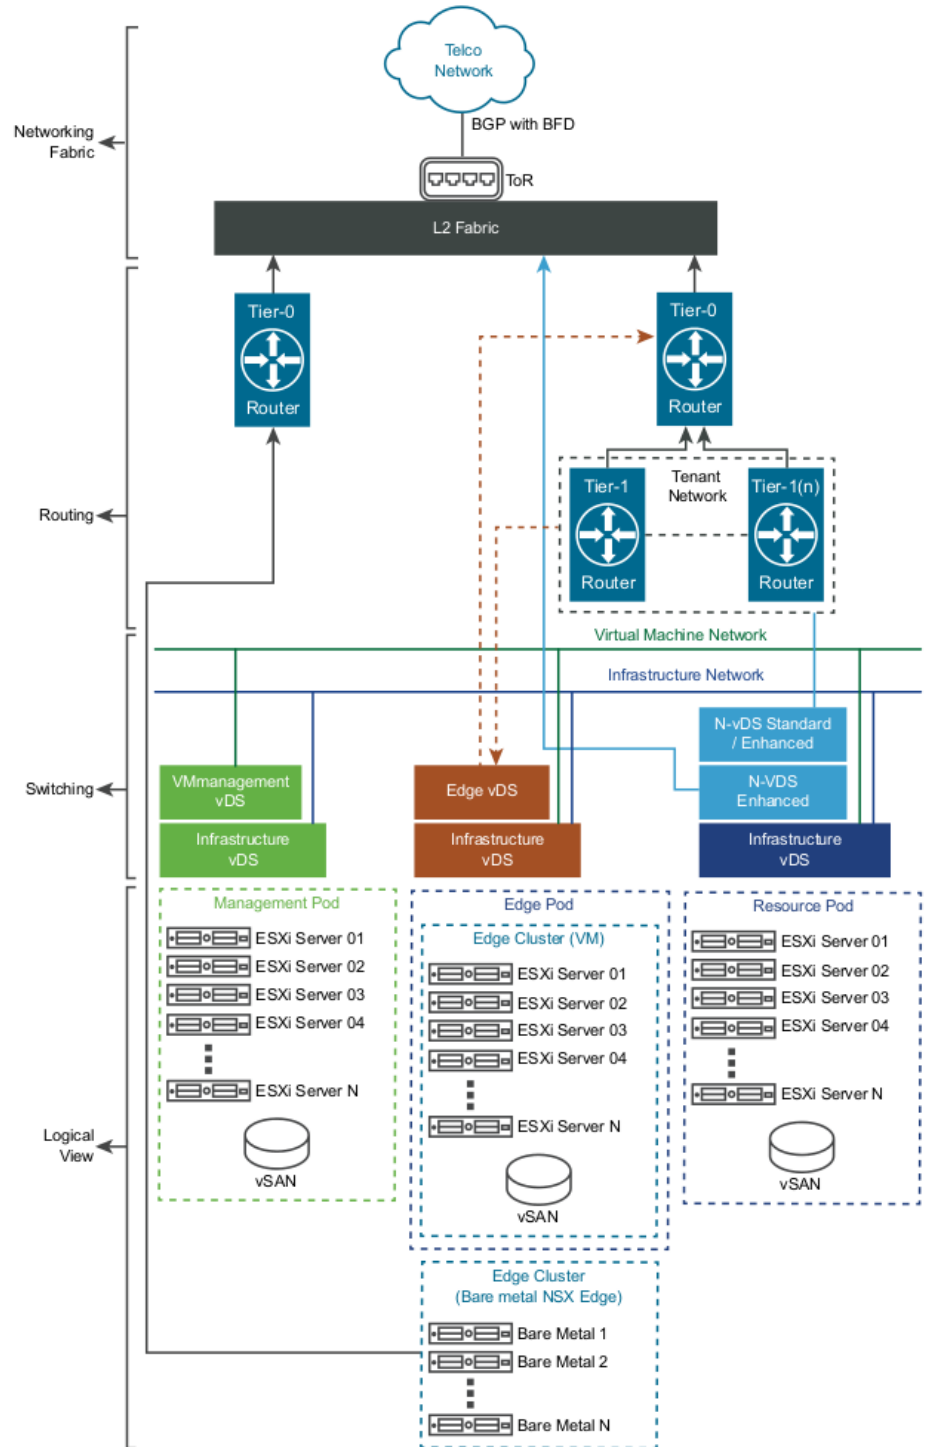 Telco
Network
BGP with BFD
Networking
Fabric
ToR
L2 Fabric
Tier-0
Router
Tier-0
Router
Routing
Tenant
Network
Tier-1
Router
Tier-1(n)
Router
Virtual Machine Network
Infrastructure Network
Switching
VMmanagement
vDS
Infrastructure
vDS
Edge vDS
Infrastructure
vDS
N-vDS Standard
/ Enhanced
N-VDS
Enhanced
Infrastructure
vDS
Logical
View
Management Pod
ESXi Server 01
ESXi Server 02
ESXi Server 03
ESXi Server 04
ESXi Server N
vSAN
Edge Pod
Edge Cluster (VM)
ESXi Server 01
ESXi Server 02
ESXi Server 03
ESXi Server 04
ESXi Server N
vSAN
Resource Pod
ESXi Server 01
ESXi Server 02
ESXi Server 03
ESXi Server 04
ESXi Server N
vSAN
Edge Cluster
(Bare metal NSX Edge)
Bare Metal 1
Bare Metal 2
Bare Metal N